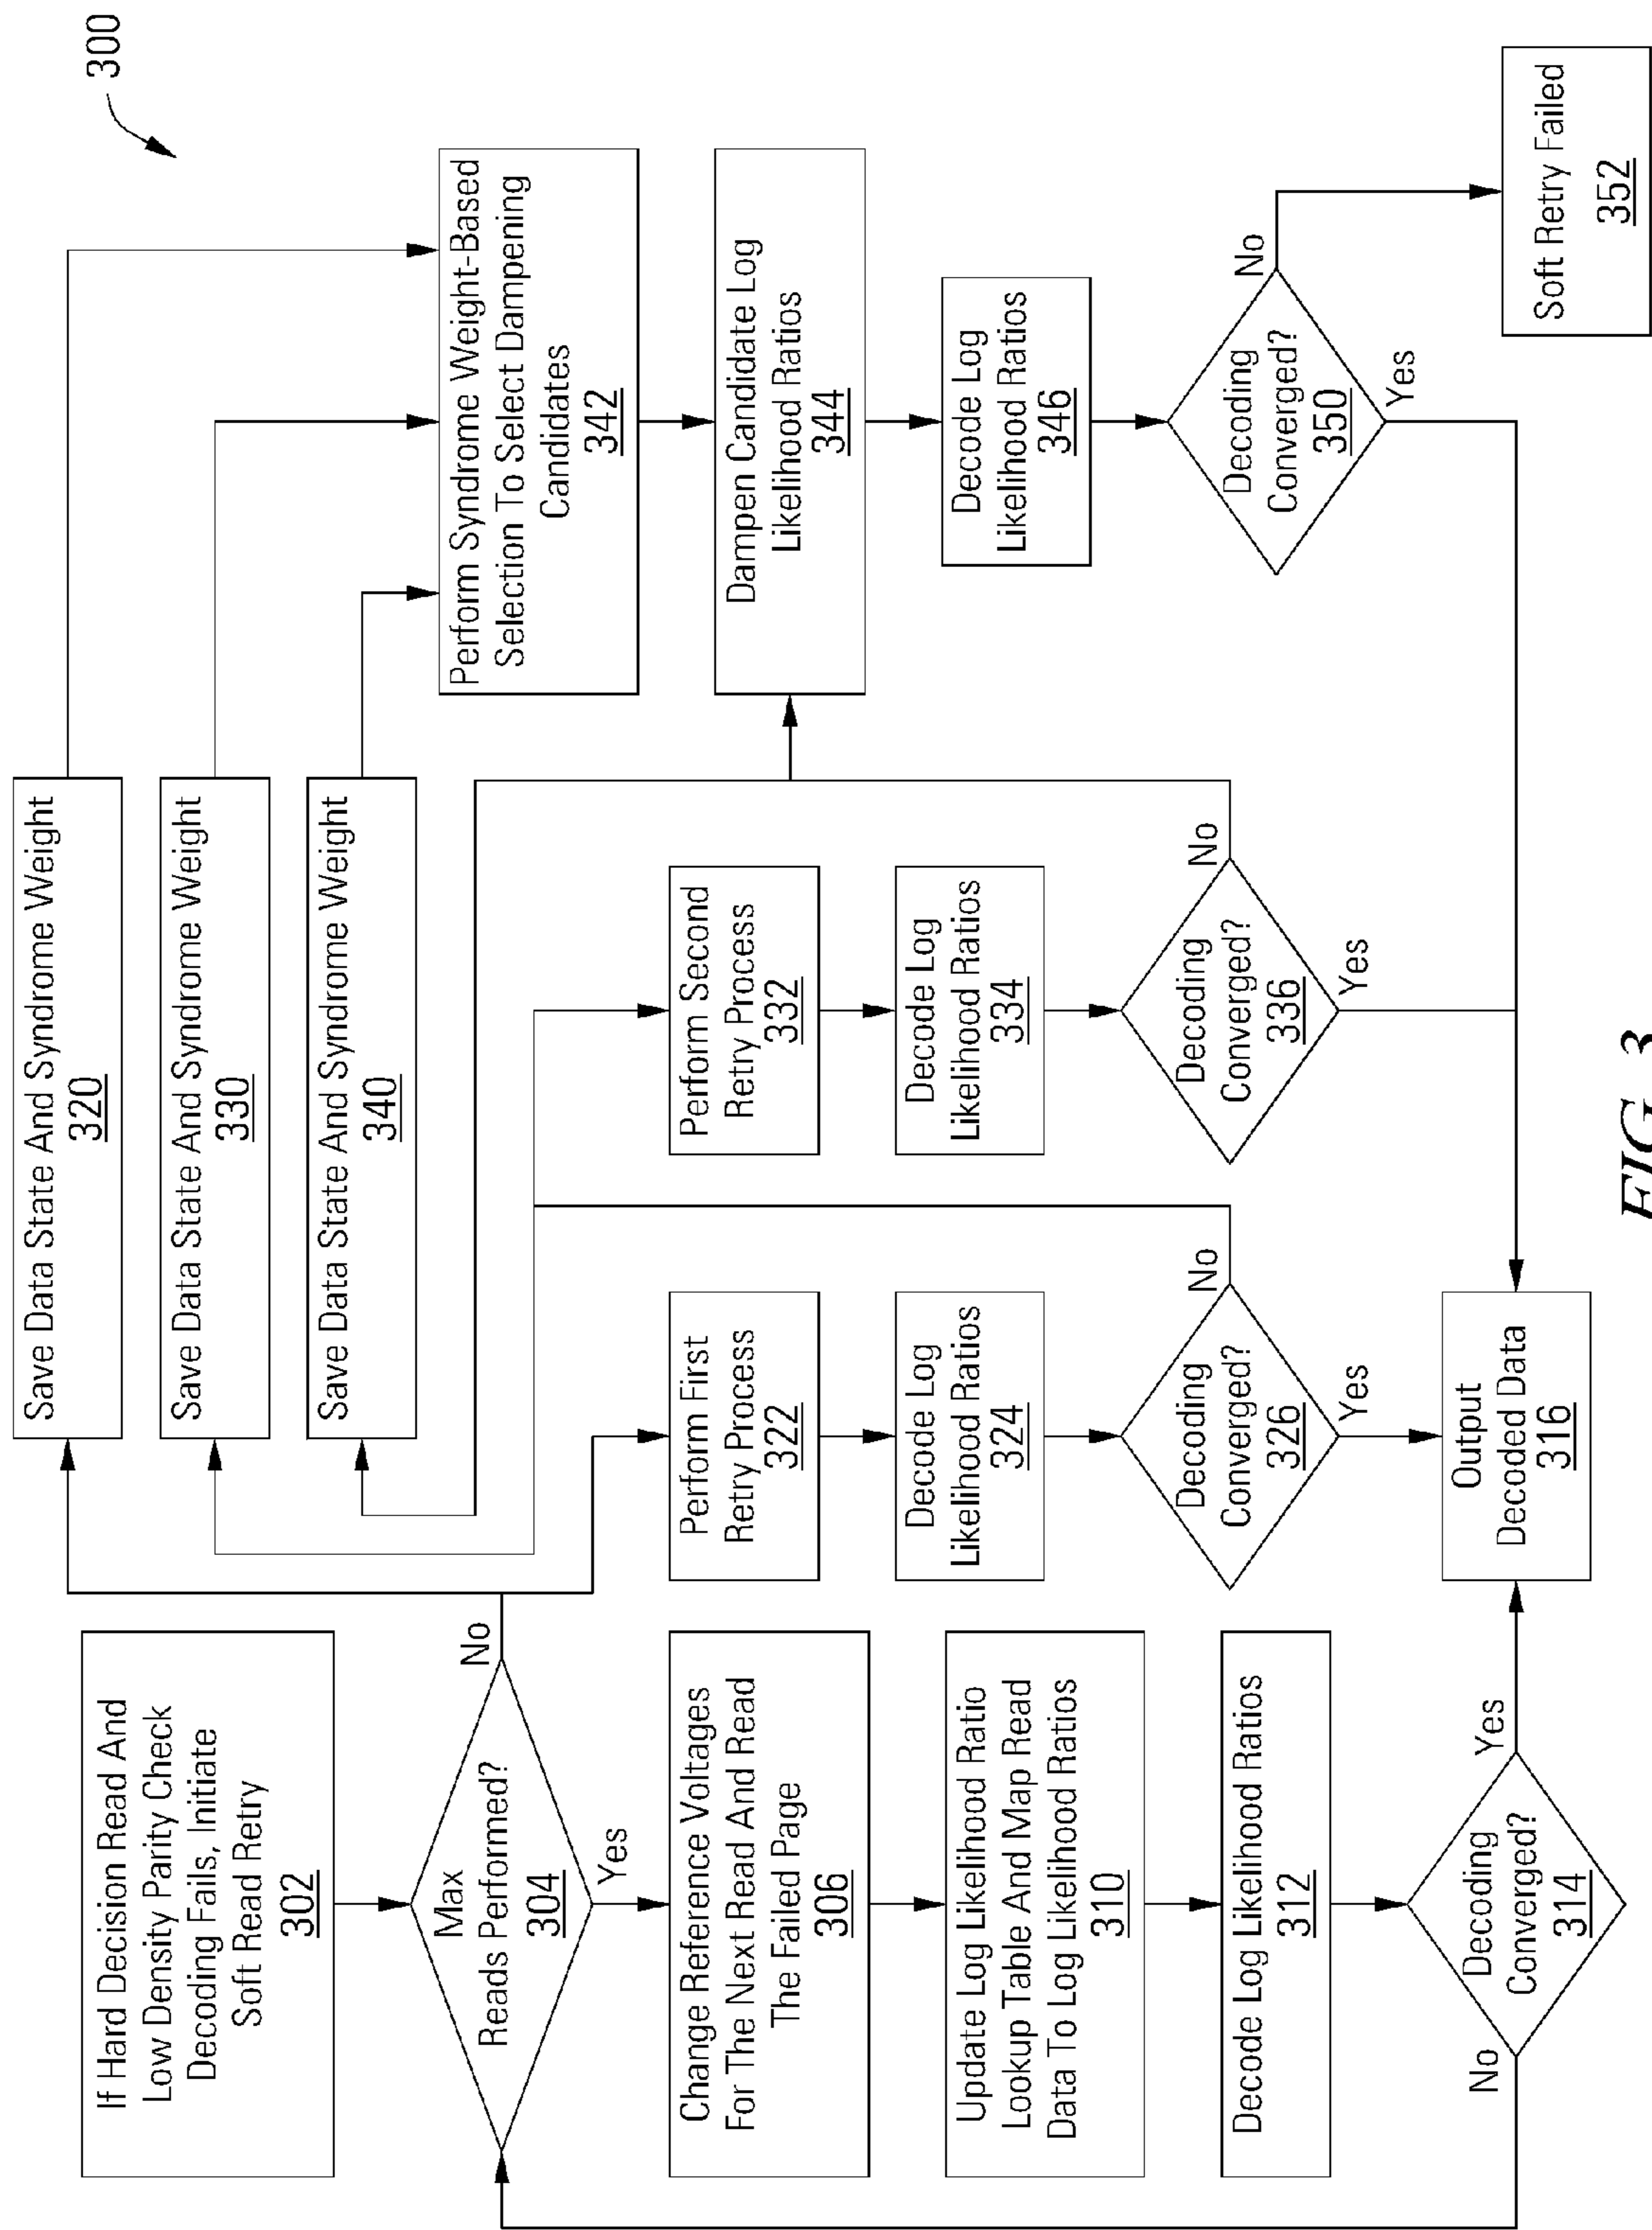 300
If Hard Decision Read And
Low Density Parity Check
Decoding Fails, Initiate
Soft Read Retry
302
Max
Reads Performed?
304
No
Yes
Change Reference Voltages
For The Next Read And Read
The Failed Page
306
Update Log Likelihood Ratio
Lookup Table And Map Read
Data To Log Likelihood Ratios
310
Decode Log Likelihood Ratios
312
Decoding
Converged?
314
No
Yes
Save Data State And Syndrome Weight
320
Save Data State And Syndrome Weight
330
Save Data State And Syndrome Weight
340
Perform First
Retry Process
322
Decode Log
Likelihood Ratios
324
Decoding
Converged?
326
No
Yes
Output
Decoded Data
316
Perform Second
Retry Process
332
Decode Log
Likelihood Ratios
334
Decoding
Converged?
336
No
Yes
Perform Syndrome Weight-Based
Selection To Select Dampening
Candidates
342
Dampen Candidate Log
Likelihood Ratios
344
Decode Log
Likelihood Ratios
346
Decoding
Converged?
350
No
Yes
Soft Retry Failed
352
FIG. 3